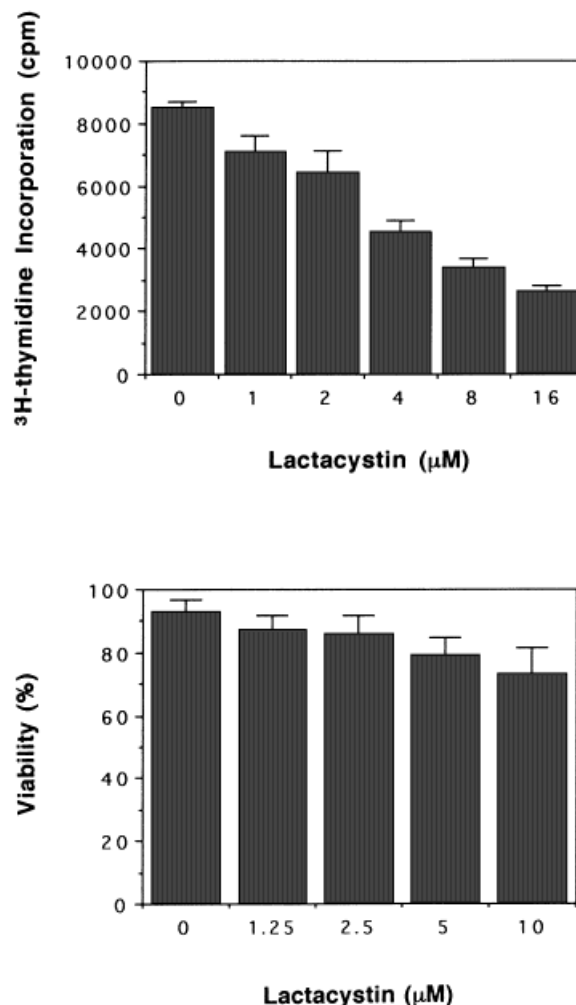 ³H-thymidine Incorporation (cpm)
10000
8000
6000
4000
2000
0
0 1 2 4 8 16
Lactacystin (μM)
Viability (%)
100
80
60
40
20
0
0 1.25 2.5 5 10
Lactacystin (μM)